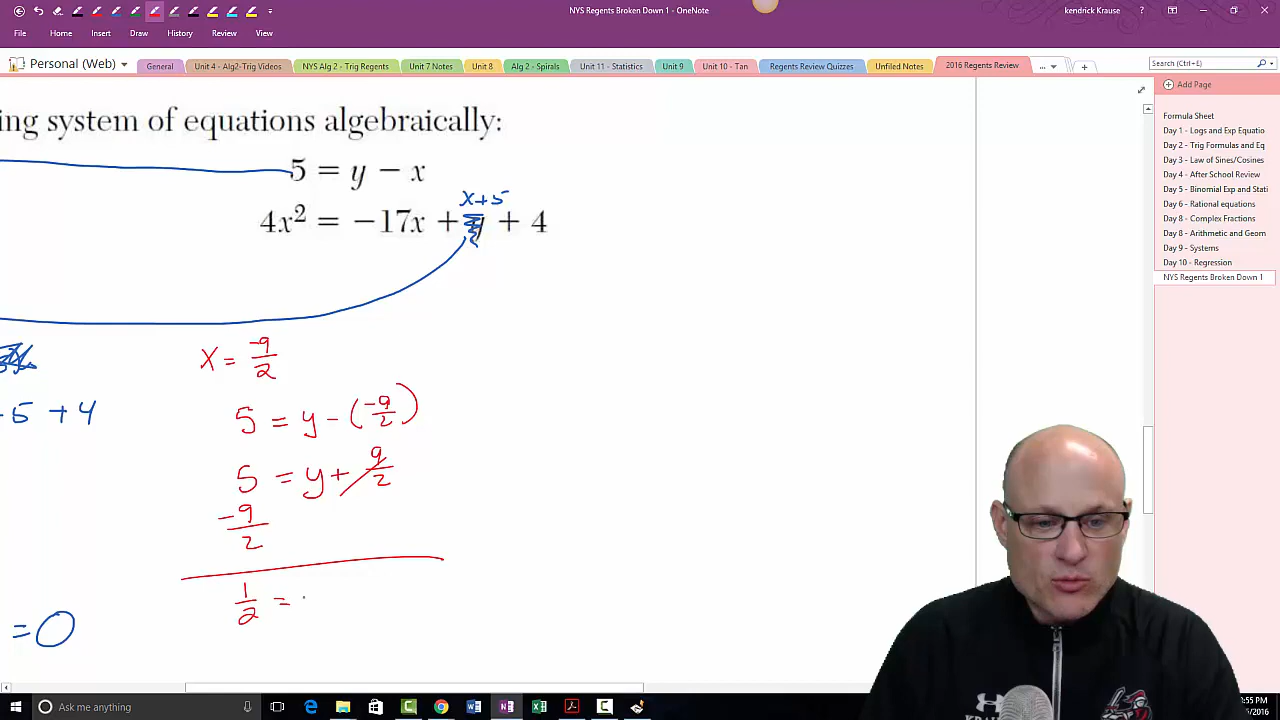 NYS Regents Broken Down 1 - OneNote
kendrick Krause
?
File Home Insert Draw History Review View
Personal (Web)
General
Unit 4 - Alg2-Trig Videos
NYS Alg 2 - Trig Regents
Unit 7 Notes
Unit 8
Alg 2 - Spirals
Unit 11 - Statistics
Unit 9
Unit 10 - Tan
Regents Review Quizzes
Unfiled Notes
2016 Regents Review
...
Search (Ctrl+E)
Add Page
Formula Sheet
Day 1 - Logs and Exp Equatio
Day 2 - Trig Formulas and Eq
Day 3 - Law of Sines/Cosines
Day 4 - After School Review
Day 5 - Binomial Exp and Stati
Day 6 - Rational equations
Day 8 - Complex Fractions
Day 8 - Arithmetic and Geom
Day 9 - Systems
Day 10 - Regression
NYS Regents Broken Down 1
ing system of equations algebraically:
5 = y − x
x+5
4x² = −17x + y + 4
x = -9/2
5 = y - (-9/2)
5 = y + 9/2
-9/2
1/2 =
5 + 4
= 0
Ask me anything
:55 PM
/2016